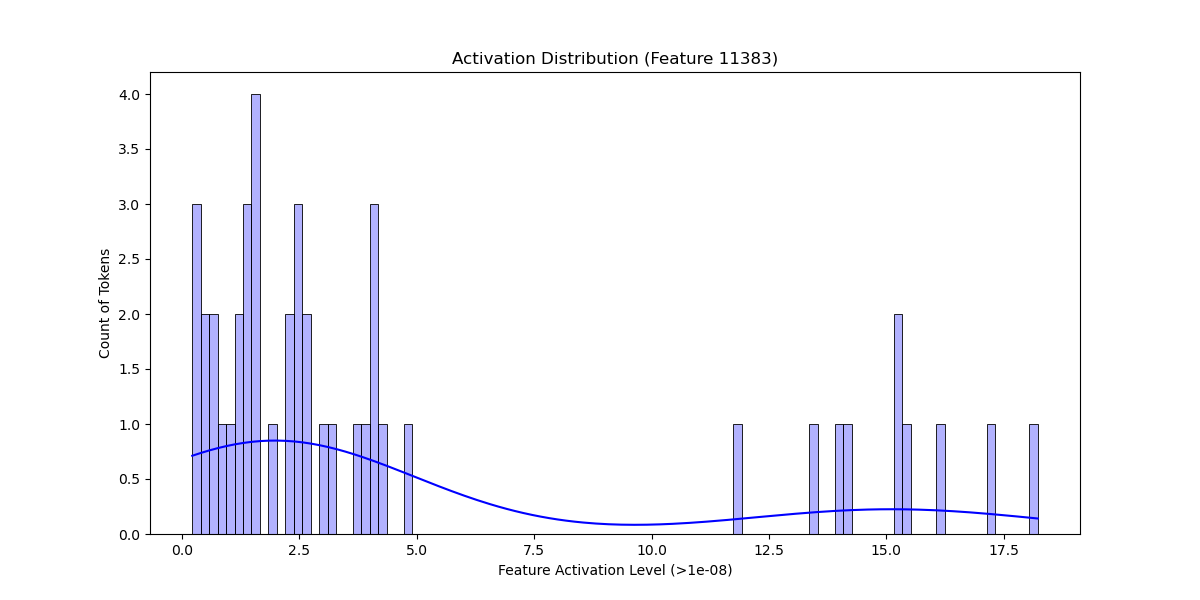 Activation Distribution (Feature 11383)
Count of Tokens
4.0
3.5
3.0
2.5
2.0
1.5
1.0
0.5
0.0
0.0 2.5 5.0 7.5 10.0 12.5 15.0 17.5
Feature Activation Level (>1e-08)